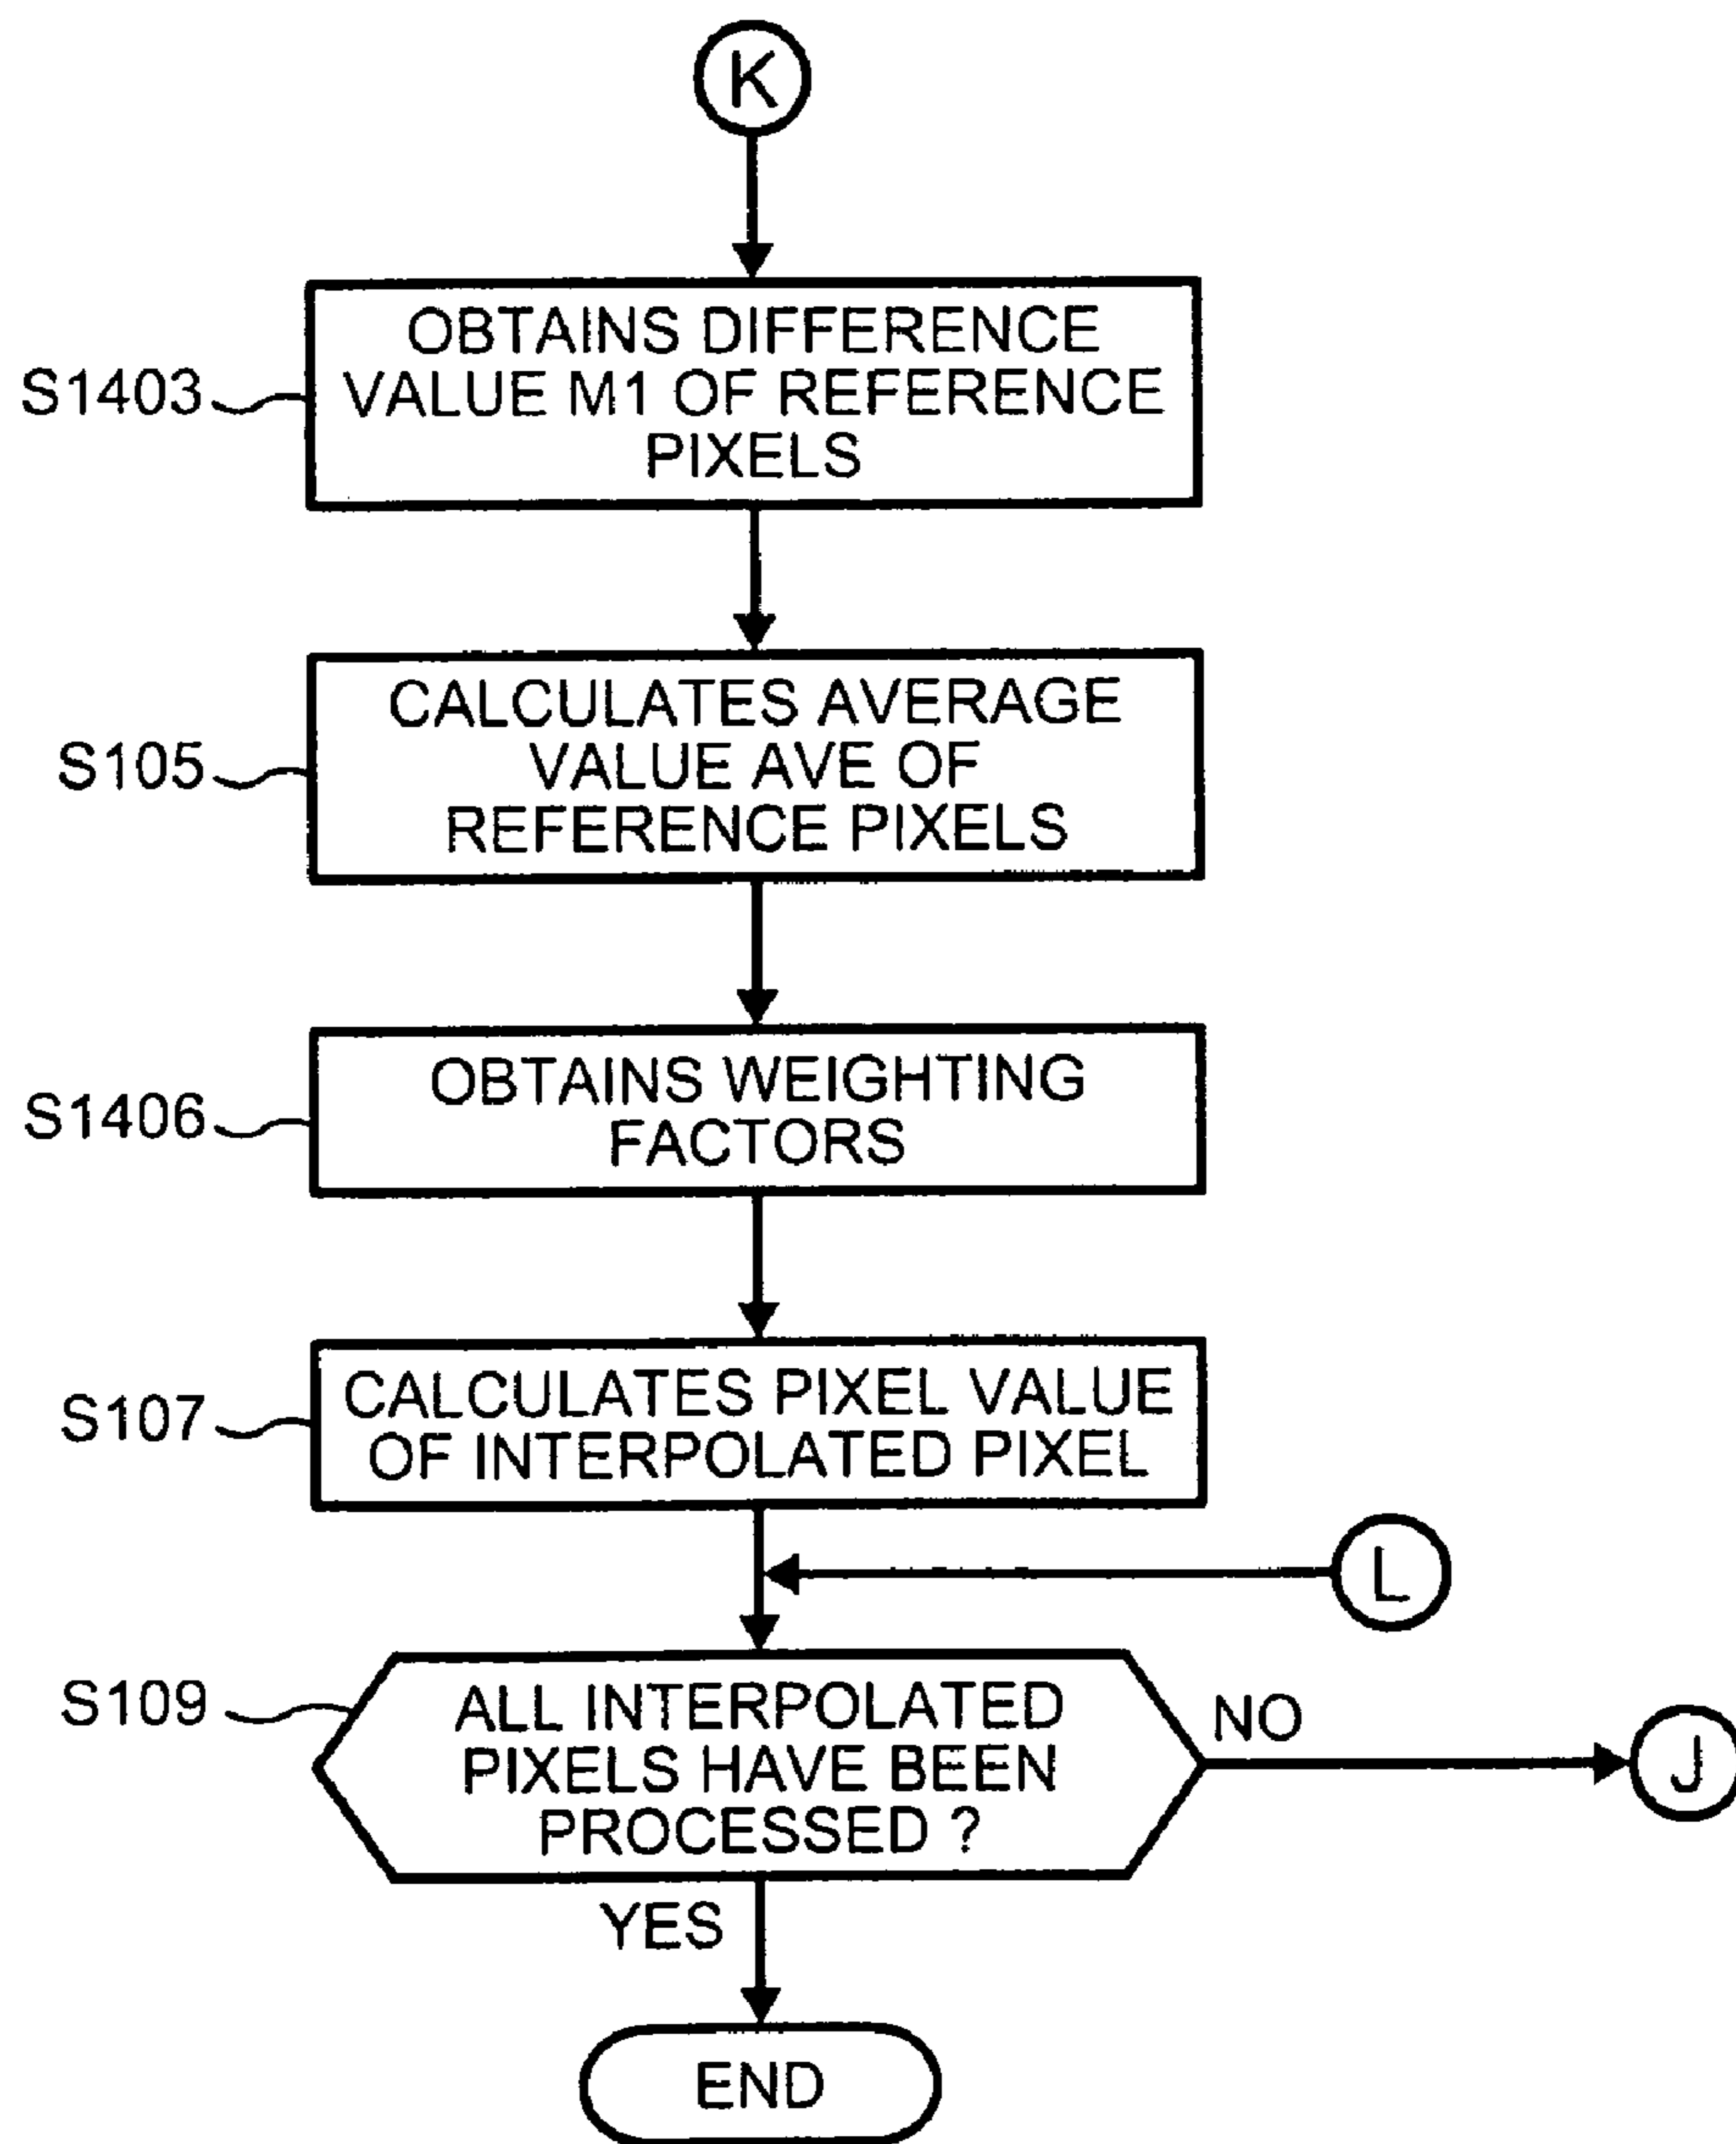 K
OBTAINS DIFFERENCE
S1403
VALUE M1 OF REFERENCE
PIXELS
CALCULATES AVERAGE
S105
VALUE AVE OF
REFERENCE PIXELS
OBTAINS WEIGHTING
S1406
FACTORS
CALCULATES PIXEL VALUE
S107
OF INTERPOLATED PIXEL
L
S109
ALL INTERPOLATED
NO
PIXELS HAVE BEEN
J
PROCESSED ?
YES
END